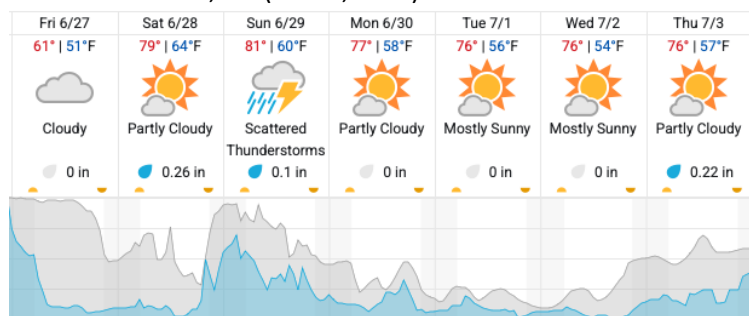 Fri 6/27 Sat 6/28 Sun 6/29 Mon 6/30 Tue 7/1 Wed 7/2 Thu 7/3
61° | 51°F 79° | 64°F 81° | 60°F 77° | 58°F 76° | 56°F 76° | 54°F 76° | 57°F
Cloudy Partly Cloudy Scattered Partly Cloudy Mostly Sunny Mostly Sunny Partly Cloudy
Thunderstorms
0 in 0.26 in 0.1 in 0 in 0 in 0 in 0.22 in